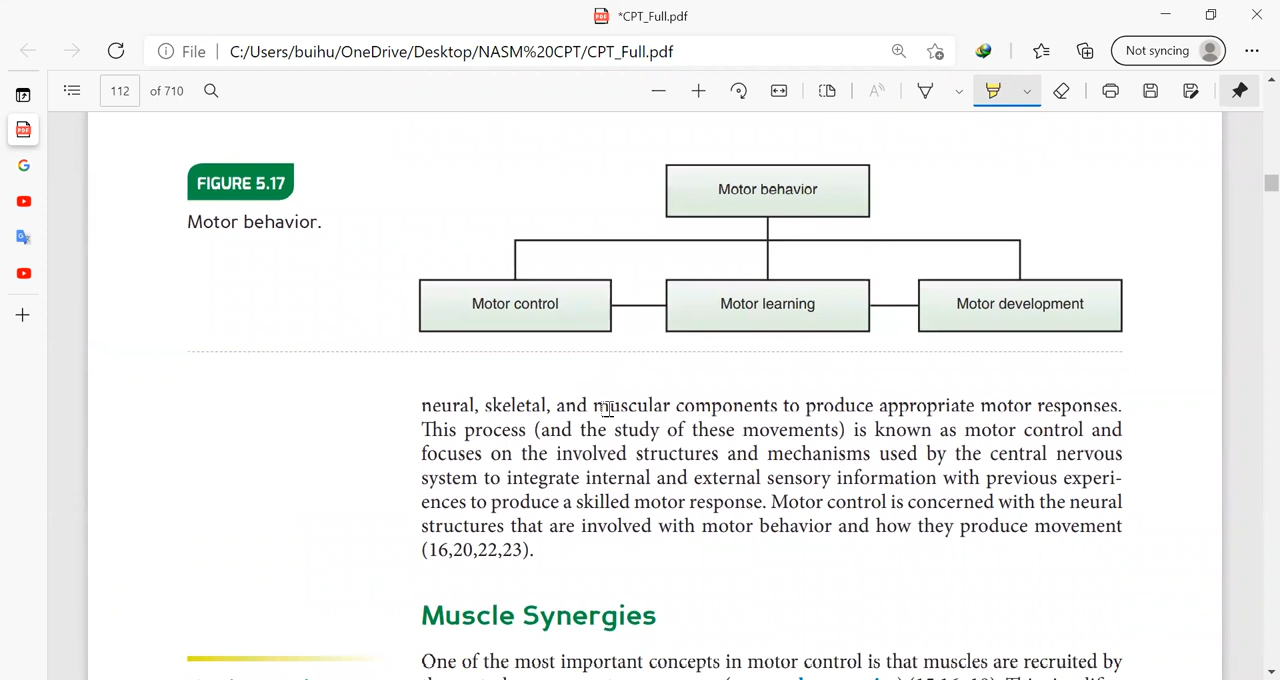 *CPT_Full.pdf
File
C:/Users/buihu/OneDrive/Desktop/NASM%20CPT/CPT_Full.pdf
Not syncing
112 of 710
FIGURE 5.17
Motor behavior.
Motor behavior
Motor control
Motor learning
Motor development
neural, skeletal, and muscular components to produce appropriate motor responses.
This process (and the study of these movements) is known as motor control and
focuses on the involved structures and mechanisms used by the central nervous
system to integrate internal and external sensory information with previous experi-
ences to produce a skilled motor response. Motor control is concerned with the neural
structures that are involved with motor behavior and how they produce movement
(16,20,22,23).
Muscle Synergies
One of the most important concepts in motor control is that muscles are recruited by